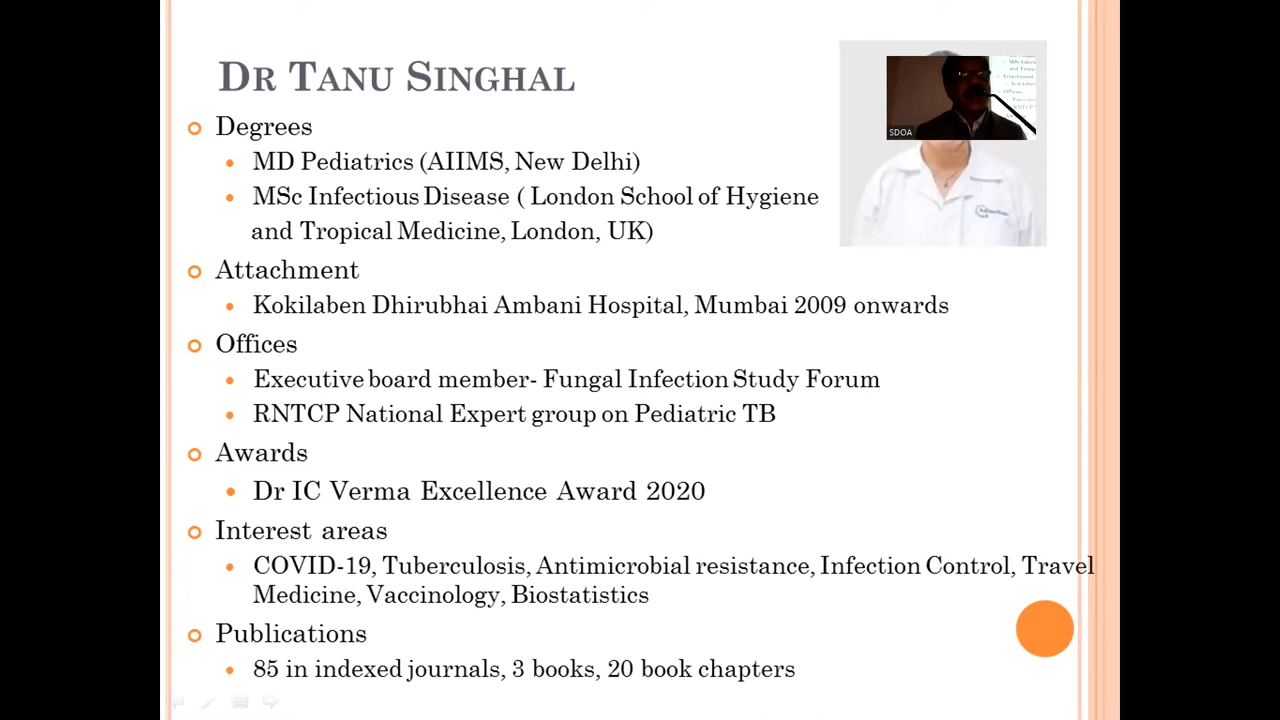 DR TANU SINGHAL
SDOA
Degrees
MD Pediatrics (AIIMS, New Delhi)
MSc Infectious Disease ( London School of Hygiene
and Tropical Medicine, London, UK)
Attachment
Kokilaben Dhirubhai Ambani Hospital, Mumbai 2009 onwards
Offices
Executive board member- Fungal Infection Study Forum
RNTCP National Expert group on Pediatric TB
Awards
Dr IC Verma Excellence Award 2020
Interest areas
COVID-19, Tuberculosis, Antimicrobial resistance, Infection Control, Travel
Medicine, Vaccinology, Biostatistics
Publications
85 in indexed journals, 3 books, 20 book chapters